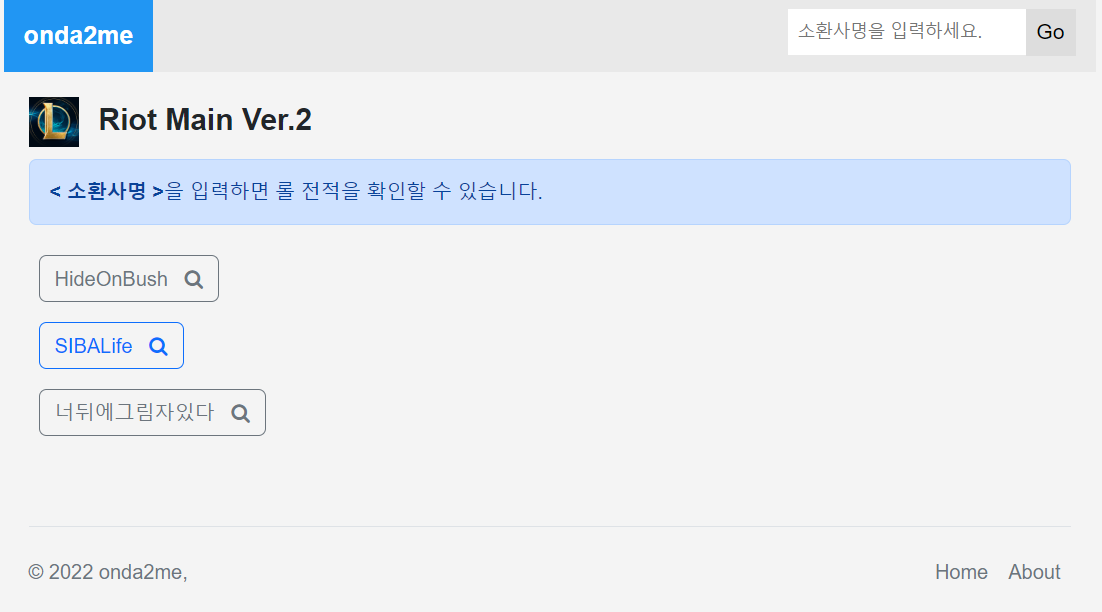 onda2me
소환사명을 입력하세요.
Go
Riot Main Ver.2
< 소환사명 >을 입력하면 롤 전적을 확인할 수 있습니다.
HideOnBush
SIBALife
너뒤에그림자있다
© 2022 onda2me,
Home About